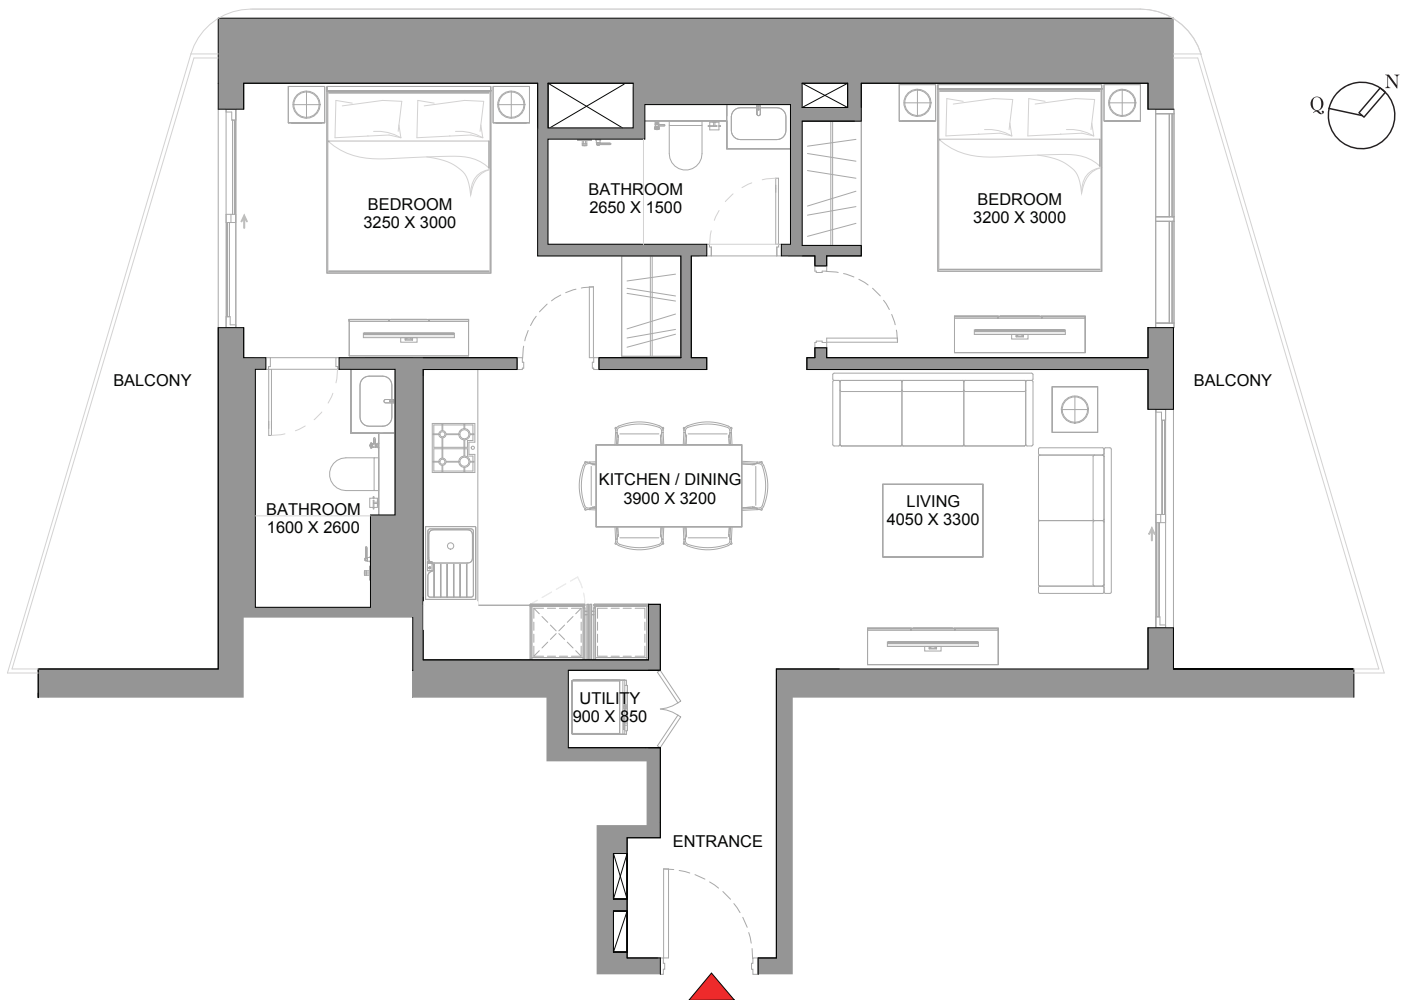 N
Q
BATHROOM
2650 X 1500
BEDROOM
3250 X 3000
BEDROOM
3200 X 3000
BALCONY
BALCONY
KITCHEN / DINING
3900 X 3200
LIVING
4050 X 3300
BATHROOM
1600 X 2600
UTILITY
900 X 850
ENTRANCE